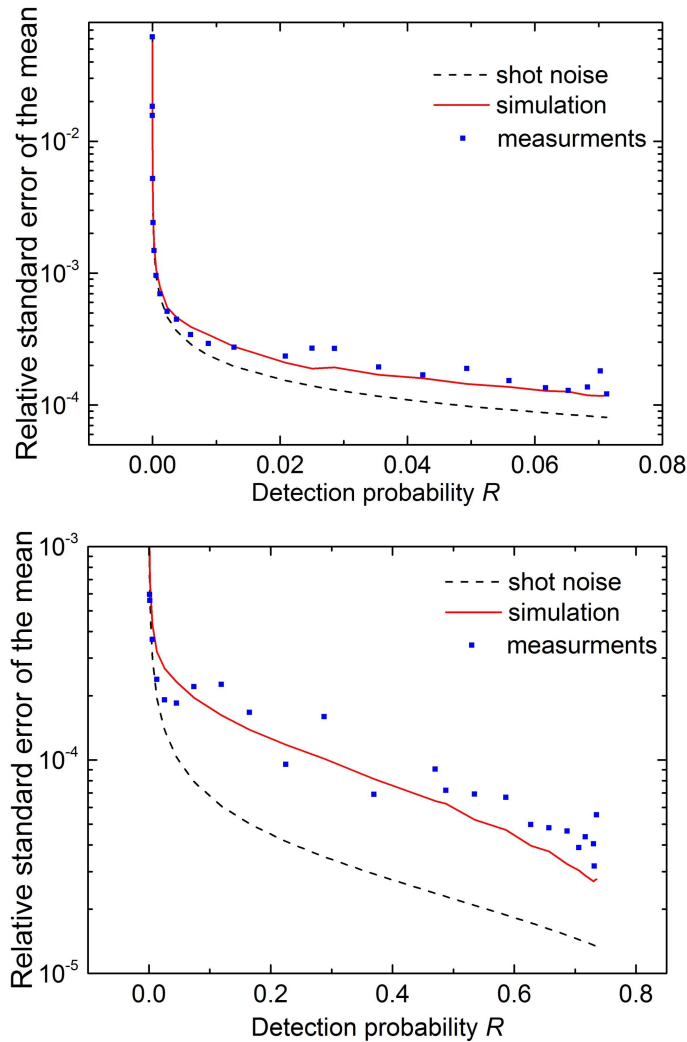 Relative standard error of the mean
10⁻²
10⁻³
10⁻⁴
shot noise
simulation
measurments
0.00 0.02 0.04 0.06 0.08
Detection probability R
Relative standard error of the mean
10⁻³
10⁻⁴
10⁻⁵
shot noise
simulation
measurments
0.0 0.2 0.4 0.6 0.8
Detection probability R